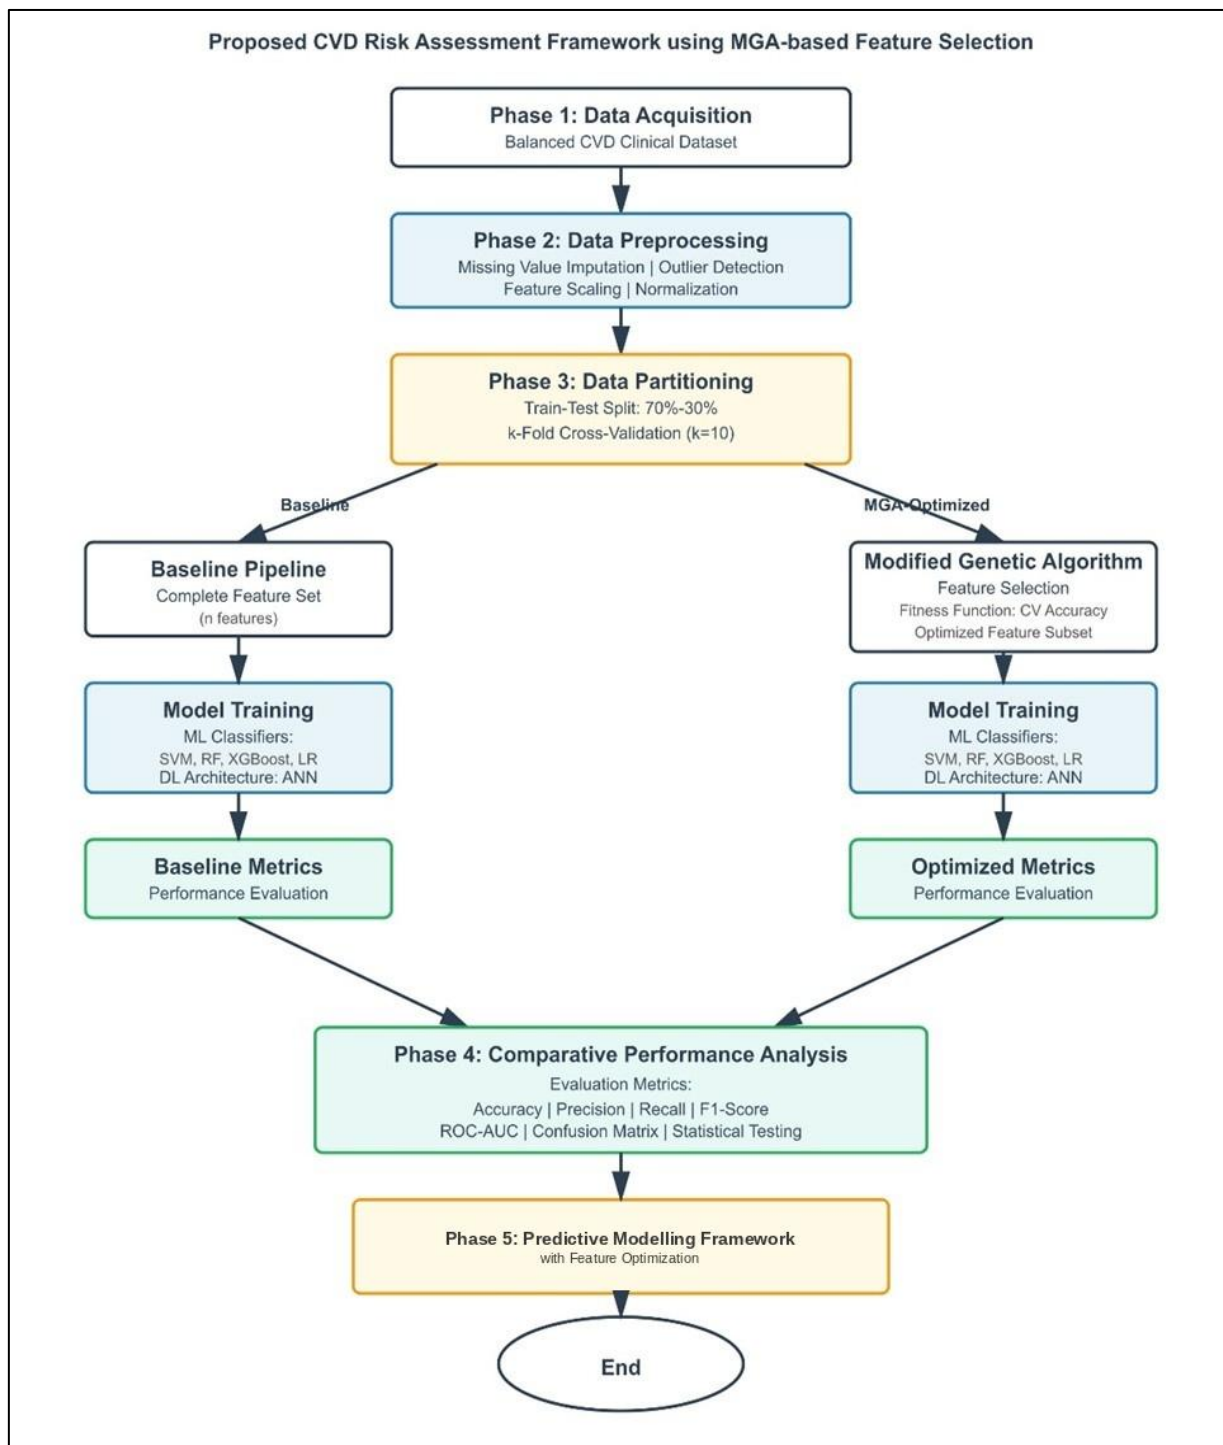 Proposed CVD Risk Assessment Framework using MGA-based Feature Selection
Phase 1: Data Acquisition
Balanced CVD Clinical Dataset
Phase 2: Data Preprocessing
Missing Value Imputation | Outlier Detection
Feature Scaling | Normalization
Phase 3: Data Partitioning
Train-Test Split: 70%-30%
k-Fold Cross-Validation (k=10)
Baseline
MGA-Optimized
Baseline Pipeline
Complete Feature Set
(n features)
Modified Genetic Algorithm
Feature Selection
Fitness Function: CV Accuracy
Optimized Feature Subset
Model Training
ML Classifiers:
SVM, RF, XGBoost, LR
DL Architecture: ANN
Model Training
ML Classifiers:
SVM, RF, XGBoost, LR
DL Architecture: ANN
Baseline Metrics
Performance Evaluation
Optimized Metrics
Performance Evaluation
Phase 4: Comparative Performance Analysis
Evaluation Metrics:
Accuracy | Precision | Recall | F1-Score
ROC-AUC | Confusion Matrix | Statistical Testing
Phase 5: Predictive Modelling Framework
with Feature Optimization
End